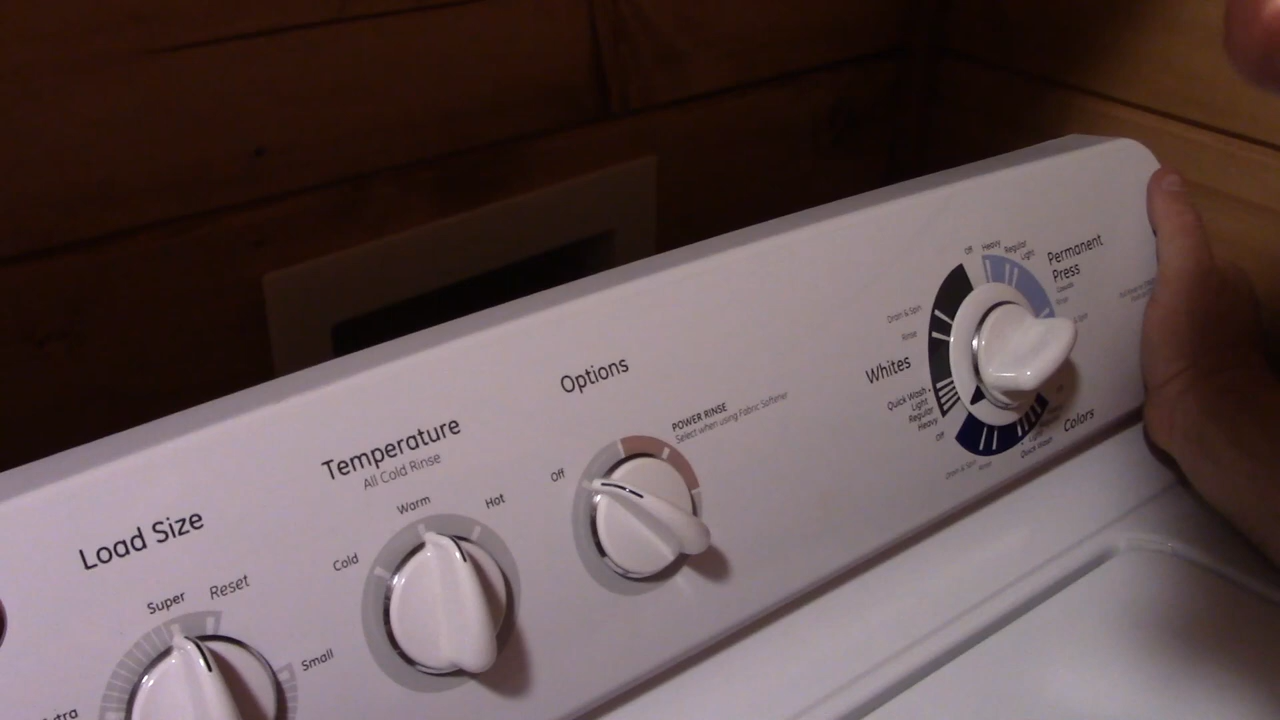 Load Size
Super
Reset
Small
Temperature
All Cold Rinse
Cold
Warm
Hot
Options
Off
POWER RINSE
Select when using Fabric Softener
Off
Heavy
Regular
Light
Permanent
Press
Rinse
Drain & Spin
Rinse
Whites
Quick Wash
Light
Regular
Heavy
Off
Drain & Spin
Rinse
Quick Wash
Colors